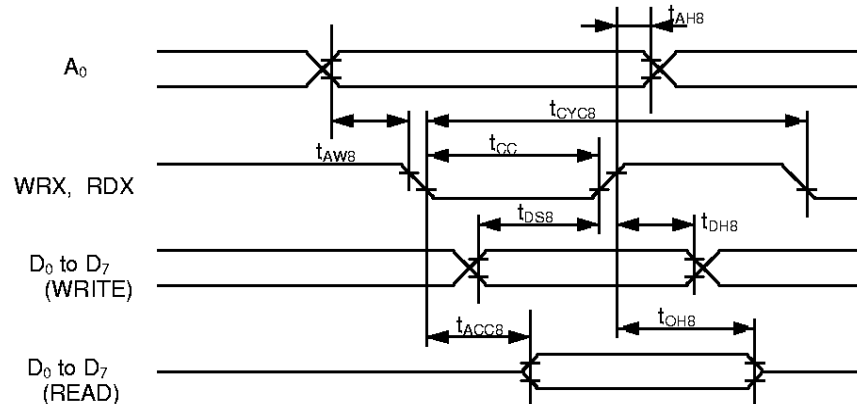 tAH8
A0
tCYC8
tAW8
tCC
WRX, RDX
tDS8
tDH8
D0 to D7
(WRITE)
tACC8
tOH8
D0 to D7
(READ)